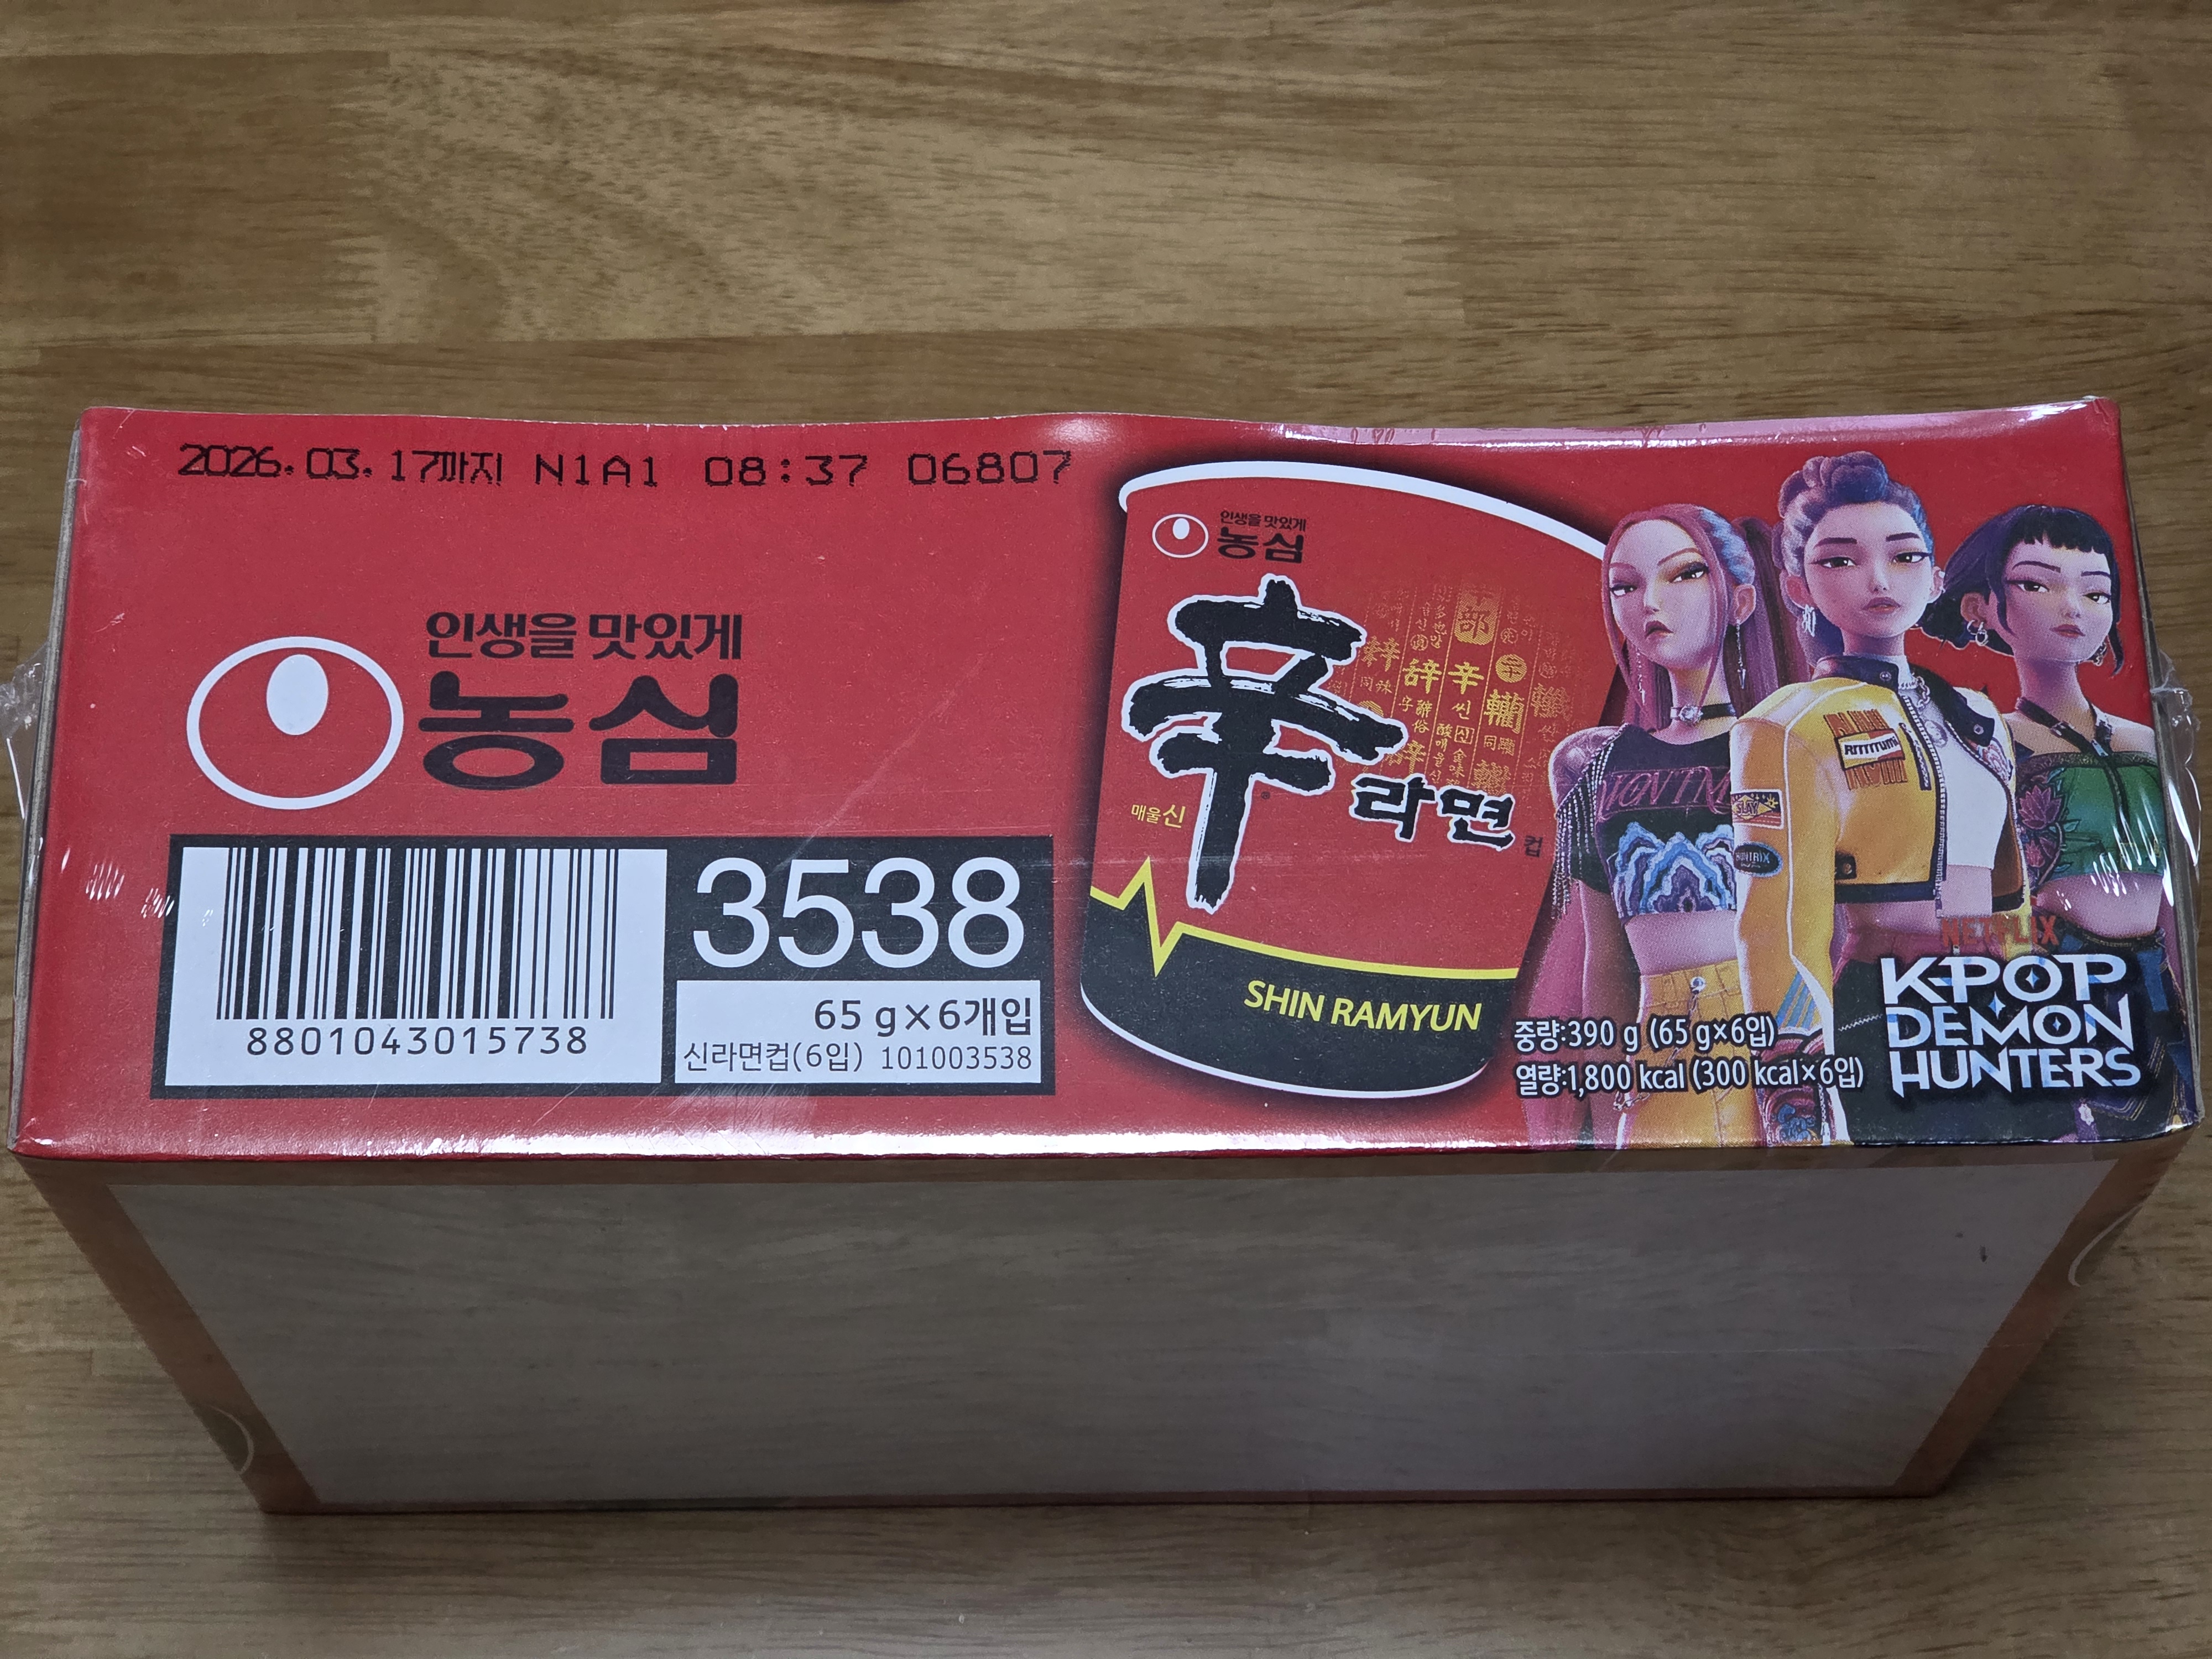 2026.03.17까지 N1A1 08:37 06807
인생을 맛있게
농심
8801043015738
3538
65 g×6개입
신라면컵(6입) 101003538
인생을 맛있게
농심
辛라면
컵
매울신
SHIN RAMYUN
중량:390 g (65 g×6입)
열량:1,800 kcal (300 kcal×6입)
SLAY
HUNTRIX
NETFLIX
K-POP
DEMON
HUNTERS